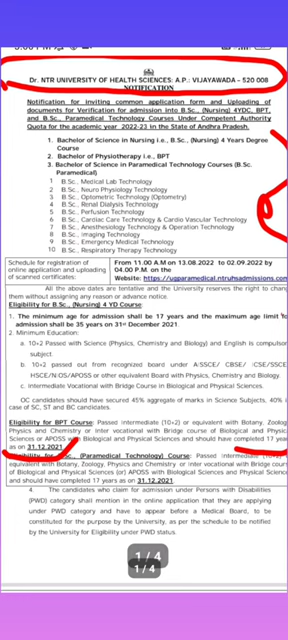 Dr. NTR UNIVERSITY OF HEALTH SCIENCES: A.P.: VIJAYAWADA – 520 008
NOTIFICATION
Notification for inviting common application form and Uploading of
documents for Verification for admission into B.Sc., (Nursing) 4YDC, BPT
and B.Sc., Paramedical Technology Courses Under Competent Authority
Quota for the academic year 2022-23 in the State of Andhra Pradesh.
1. Bachelor of Science in Nursing i.e., B.Sc., (Nursing) 4 Years Degree
Course
2. Bachelor of Physiotherapy i.e., BPT
3. Bachelor of Science in Paramedical Technology Courses (B.Sc.
Paramedical)
1 B.Sc., Medical Lab Technology
2 B.Sc., Neuro Physiology Technology
3 B.Sc., Optometric Technology (Optometry)
4 B.Sc., Renal Dialysis Technology
5 B.Sc., Perfusion Technology
6 B.Sc., Cardiac Care Technology & Cardio Vascular Technology
7 B.Sc., Anesthesiology Technology & Operation Technology
8 B.Sc., Imaging Technology
9 B.Sc., Emergency Medical Technology
10 B.Sc., Respiratory Therapy Technology
Schedule for registration of From 11.00 A.M on 13.08.2022 to 02.09.2022 by
online application and uploading 04.00 P.M. on the
of scanned certificates: Website: https://ugparamedical.ntruhsadmissions.com
All the above dates are tentative and the University reserves the right to chang
them without assigning any reason or advance notice.
Eligibility for B.Sc., (Nursing) 4 YD Course:
1. The minimum age for admission shall be 17 years and the maximum age limit
admission shall be 35 years on 31st December 2021.
2. Minimum Education:
a. 10+2 Passed with Science (Physics, Chemistry and Biology) and English is compulsor
subject.
b. 10+2 passed out from recognized board under AISSCE/ CBSE/ ICSE/SSCE
HSCE/NIOS/APOSS or other equivalent Board with Physics, Chemistry and Biology.
c. Intermediate Vocational with Bridge Course in Biological and Physical Sciences.
OC candidates should have secured 45% aggregate of marks in Science Subjects, 40% i
case of SC, ST and BC candidates.
Eligibility for BPT Course: Passed Intermediate (10+2) or equivalent with Botany, Zoolog
Physics and Chemistry or Inter vocational with Bridge course of Biological and Physic
Sciences or APOSS with Biological and Physical Sciences and should have completed 17 year
as on 31.12.2021.
Eligibility for B.Sc., (Paramedical Technology) Course: Passed Intermediate (10+2)
equivalent with Botany, Zoology, Physics and Chemistry or Inter vocational with Bridge cour
of Biological and Physical Sciences (or) APOSS with Biological Sciences and Physical Scienc
and should have completed 17 years as on 31.12.2021.
4. The candidates who claim for admission under Persons with Disabilities
(PWD) category shall mention in the online application that they are applying
under PWD category and have to appear before a Medical Board, to be
constituted for the purpose by the University, as per the schedule to be notified
by the University for Eligibility under PWD status.
1/4
1/4